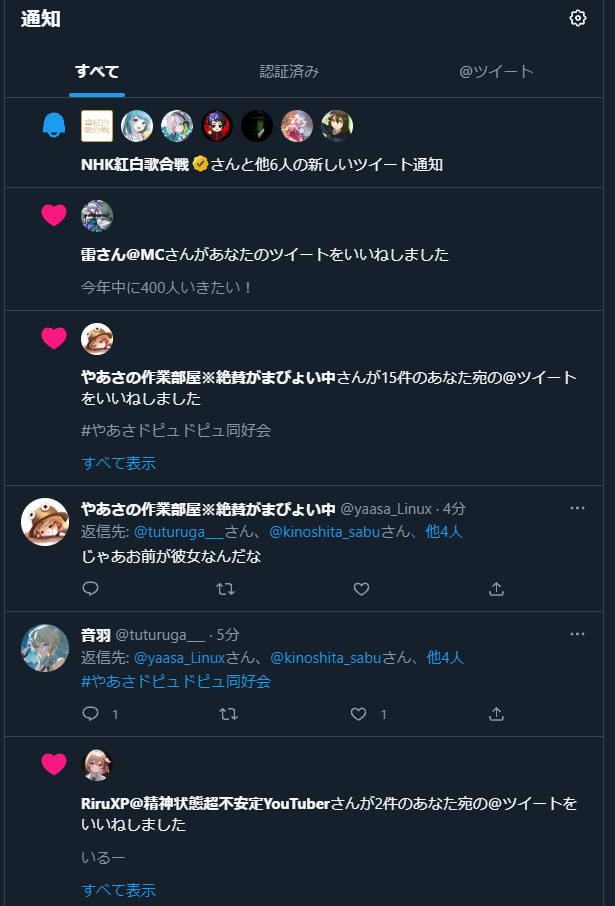 通知
すべて
認証済み
@ツイート
NHK紅白歌合戦 さんと他6人の新しいツイート通知
雷さん@MCさんがあなたのツイートをいいねしました
今年中に400人いきたい！
やあさの作業部屋※絶賛がまぴょい中さんが15件のあなた宛の@ツイート
をいいねしました
#やあさドピュドピュ同好会
すべて表示
やあさの作業部屋※絶賛がまぴょい中 @yaasa_Linux · 4分
返信先: @tuturuga___さん、@kinoshita_sabuさん、他4人
じゃあお前が彼女なんだな
音羽 @tuturuga___ · 5分
返信先: @yaasa_Linuxさん、@kinoshita_sabuさん、他4人
#やあさドピュドピュ同好会
1
1
RiruXP@精神状態超不安定YouTuberさんが2件のあなた宛の@ツイートを
いいねしました
いるー
すべて表示